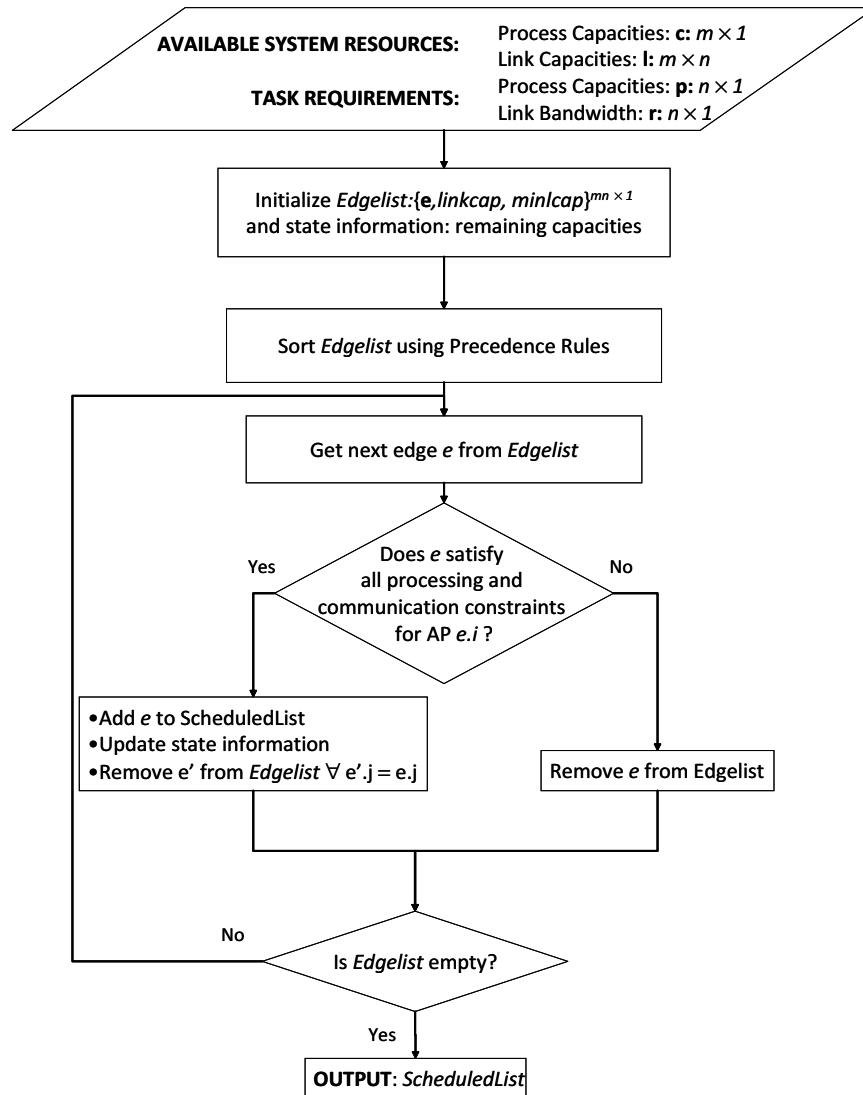 AVAILABLE SYSTEM RESOURCES:
Process Capacities: c: m × 1
Link Capacities: l: m × n
TASK REQUIREMENTS:
Process Capacities: p: n × 1
Link Bandwidth: r: n × 1
Initialize Edgelist:{e,linkcap, minlcap}^mn × 1
and state information: remaining capacities
Sort Edgelist using Precedence Rules
Get next edge e from Edgelist
Does e satisfy
all processing and
communication constraints
for AP e.i ?
Yes
No
•Add e to ScheduledList
•Update state information
•Remove e' from Edgelist ∀ e'.j = e.j
Remove e from Edgelist
No
Is Edgelist empty?
Yes
OUTPUT: ScheduledList